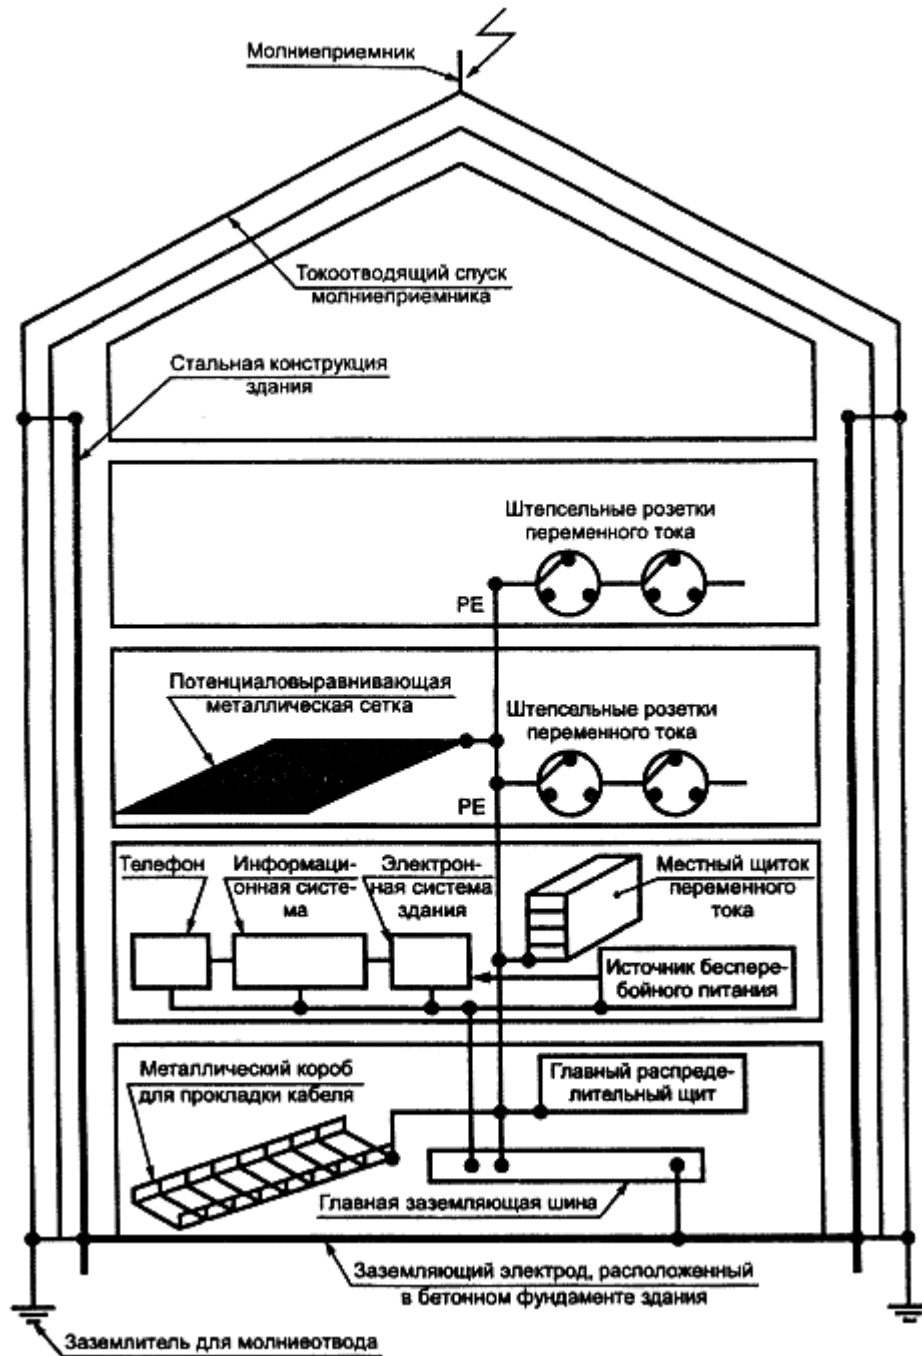 Молниеприемник
Токоотводящий спуск
молниеприемника
Стальная конструкция
здания
Штепсельные розетки
переменного тока
PE
Потенциаловыравнивающая
металлическая сетка
Штепсельные розетки
переменного тока
PE
Телефон
Информаци-
онная систе-
ма
Электрон-
ная система
здания
Местный щиток
переменного
тока
Источник беспере-
бойного питания
Металлический короб
для прокладки кабеля
Главный распреде-
лительный щит
Главная заземляющая шина
Заземляющий электрод, расположенный
в бетонном фундаменте здания
Заземлитель для молниеотвода